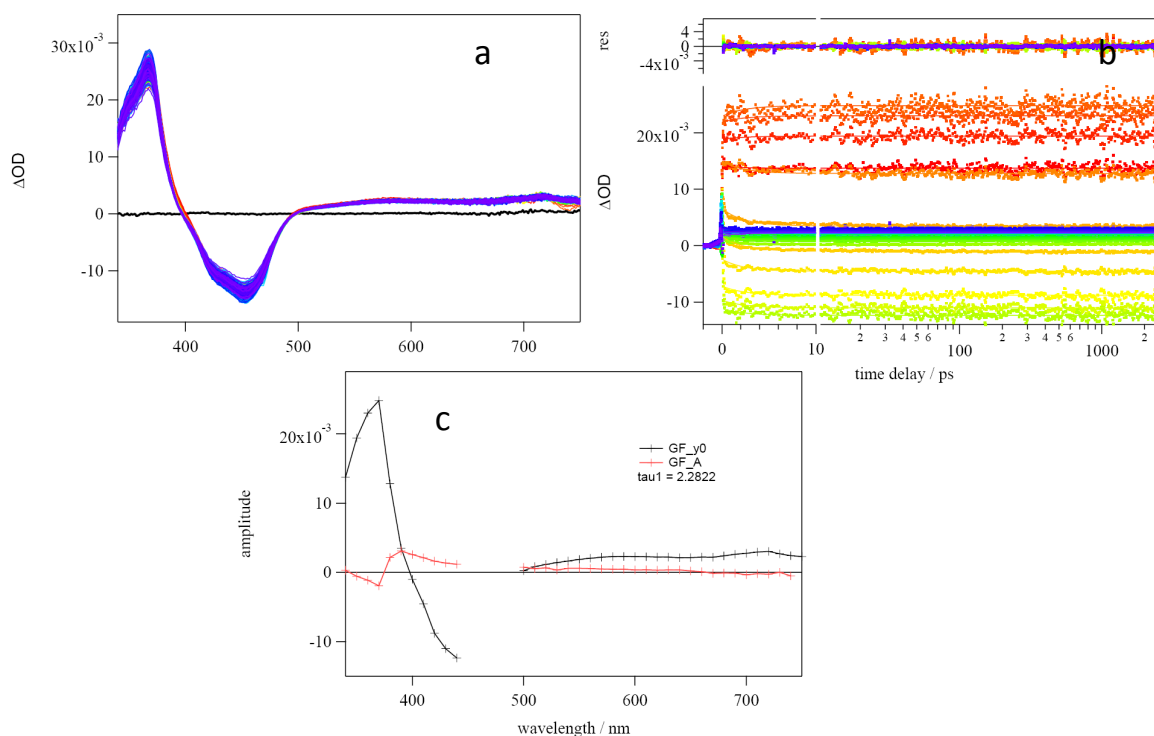 a
ΔOD
30x10⁻³
20
10
0
-10
400
500
600
700
b
res
4
0
-4x10⁻³
ΔOD
20x10⁻³
10
0
-10
0
10
2
3
4
5
6
100
2
3
4
5
6
1000
2
time delay / ps
c
amplitude
20x10⁻³
10
0
-10
GF_y0
GF_A
tau1 = 2.2822
400
500
600
700
wavelength / nm